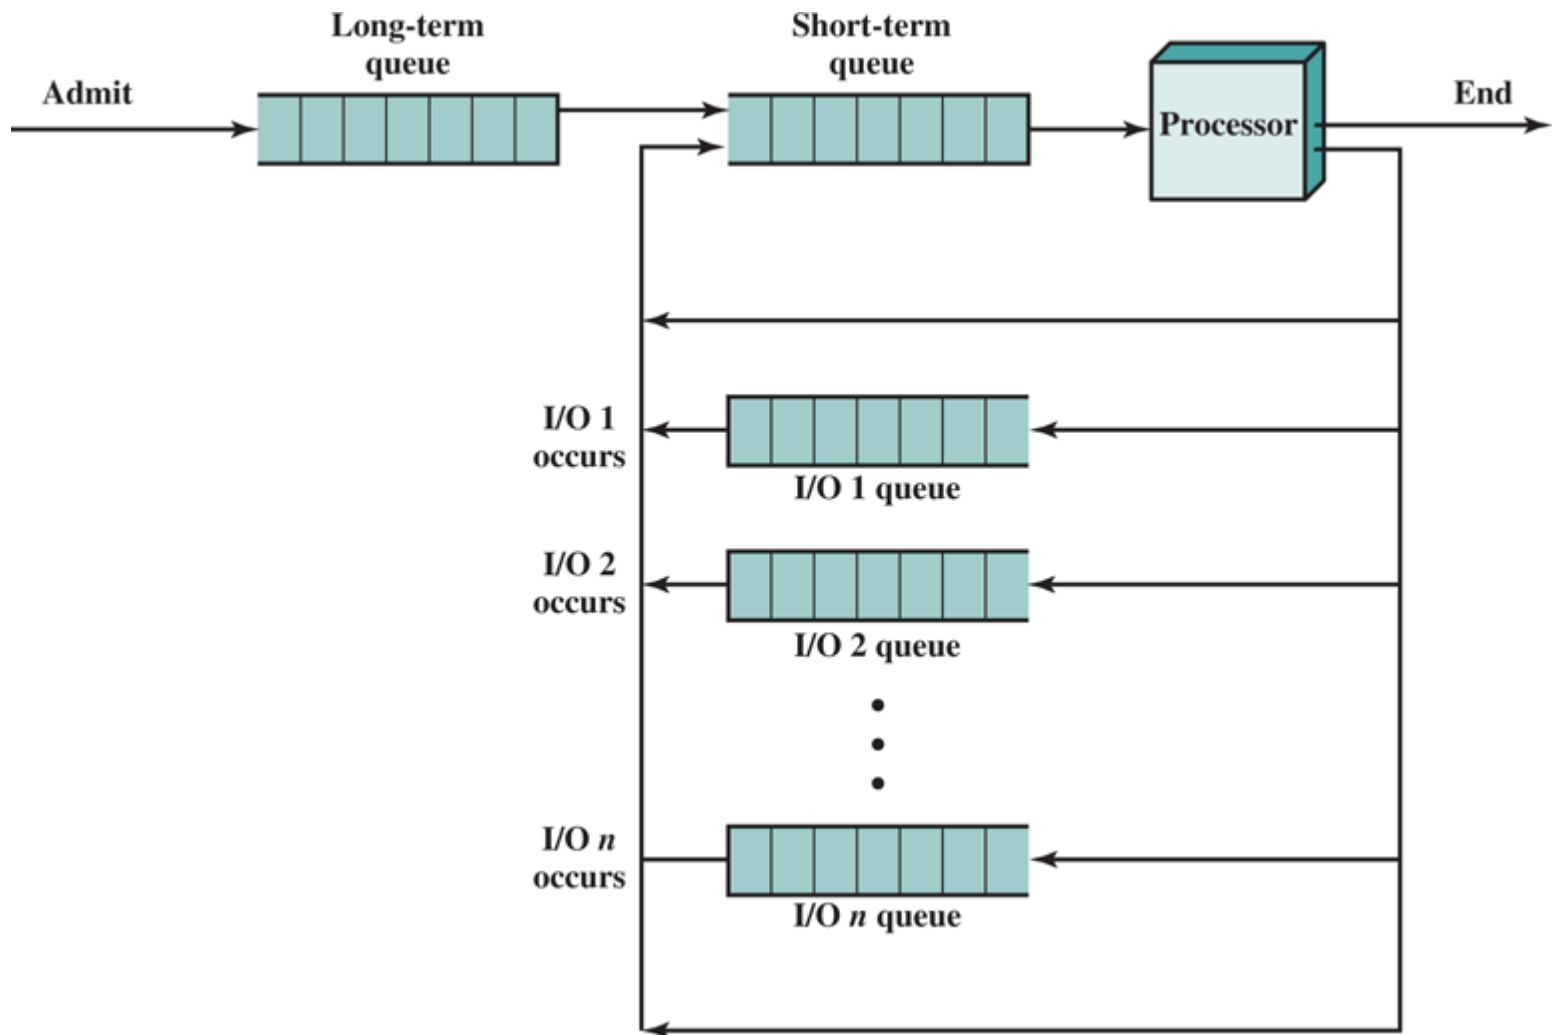 Long-term
queue
Short-term
queue
Admit
Processor
End
I/O 1
occurs
I/O 1 queue
I/O 2
occurs
I/O 2 queue
I/O n
occurs
I/O n queue